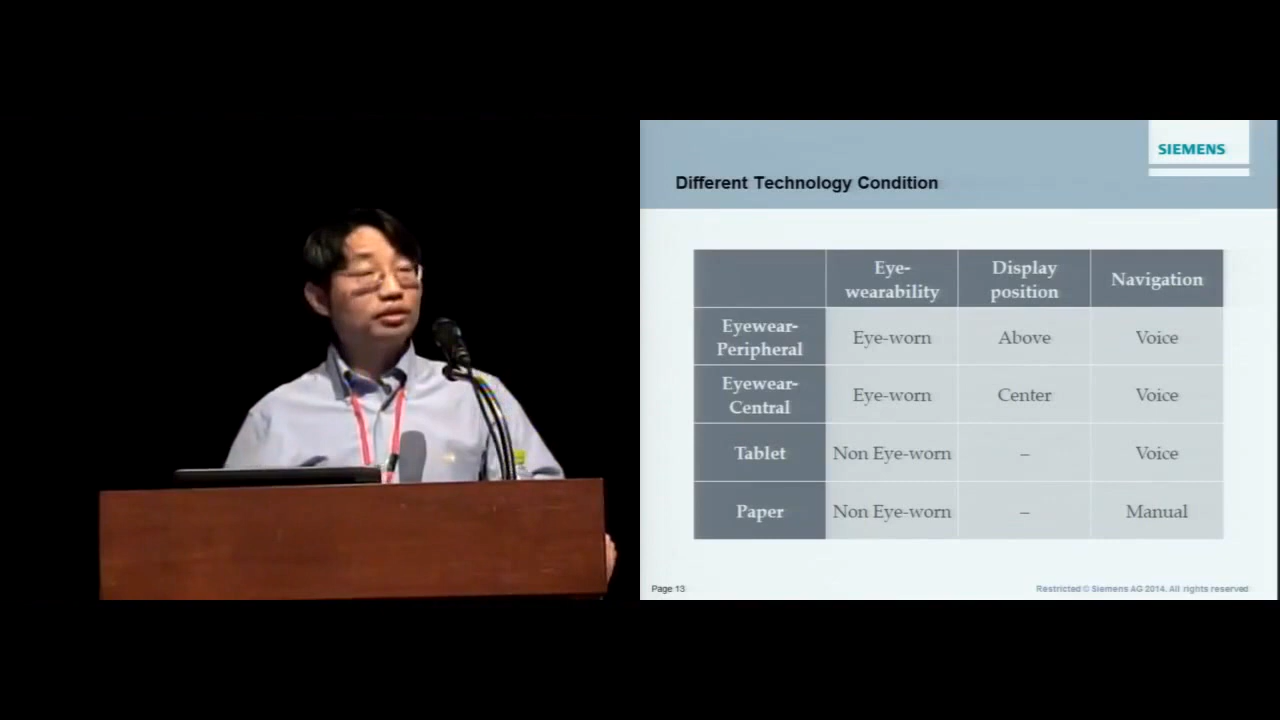 SIEMENS
Different Technology Condition
Eye-
wearability
Display
position
Navigation
Eyewear-
Peripheral
Eye-worn
Above
Voice
Eyewear-
Central
Eye-worn
Center
Voice
Tablet
Non Eye-worn
–
Voice
Paper
Non Eye-worn
–
Manual
Page 13
Restricted © Siemens AG 2014. All rights reserved